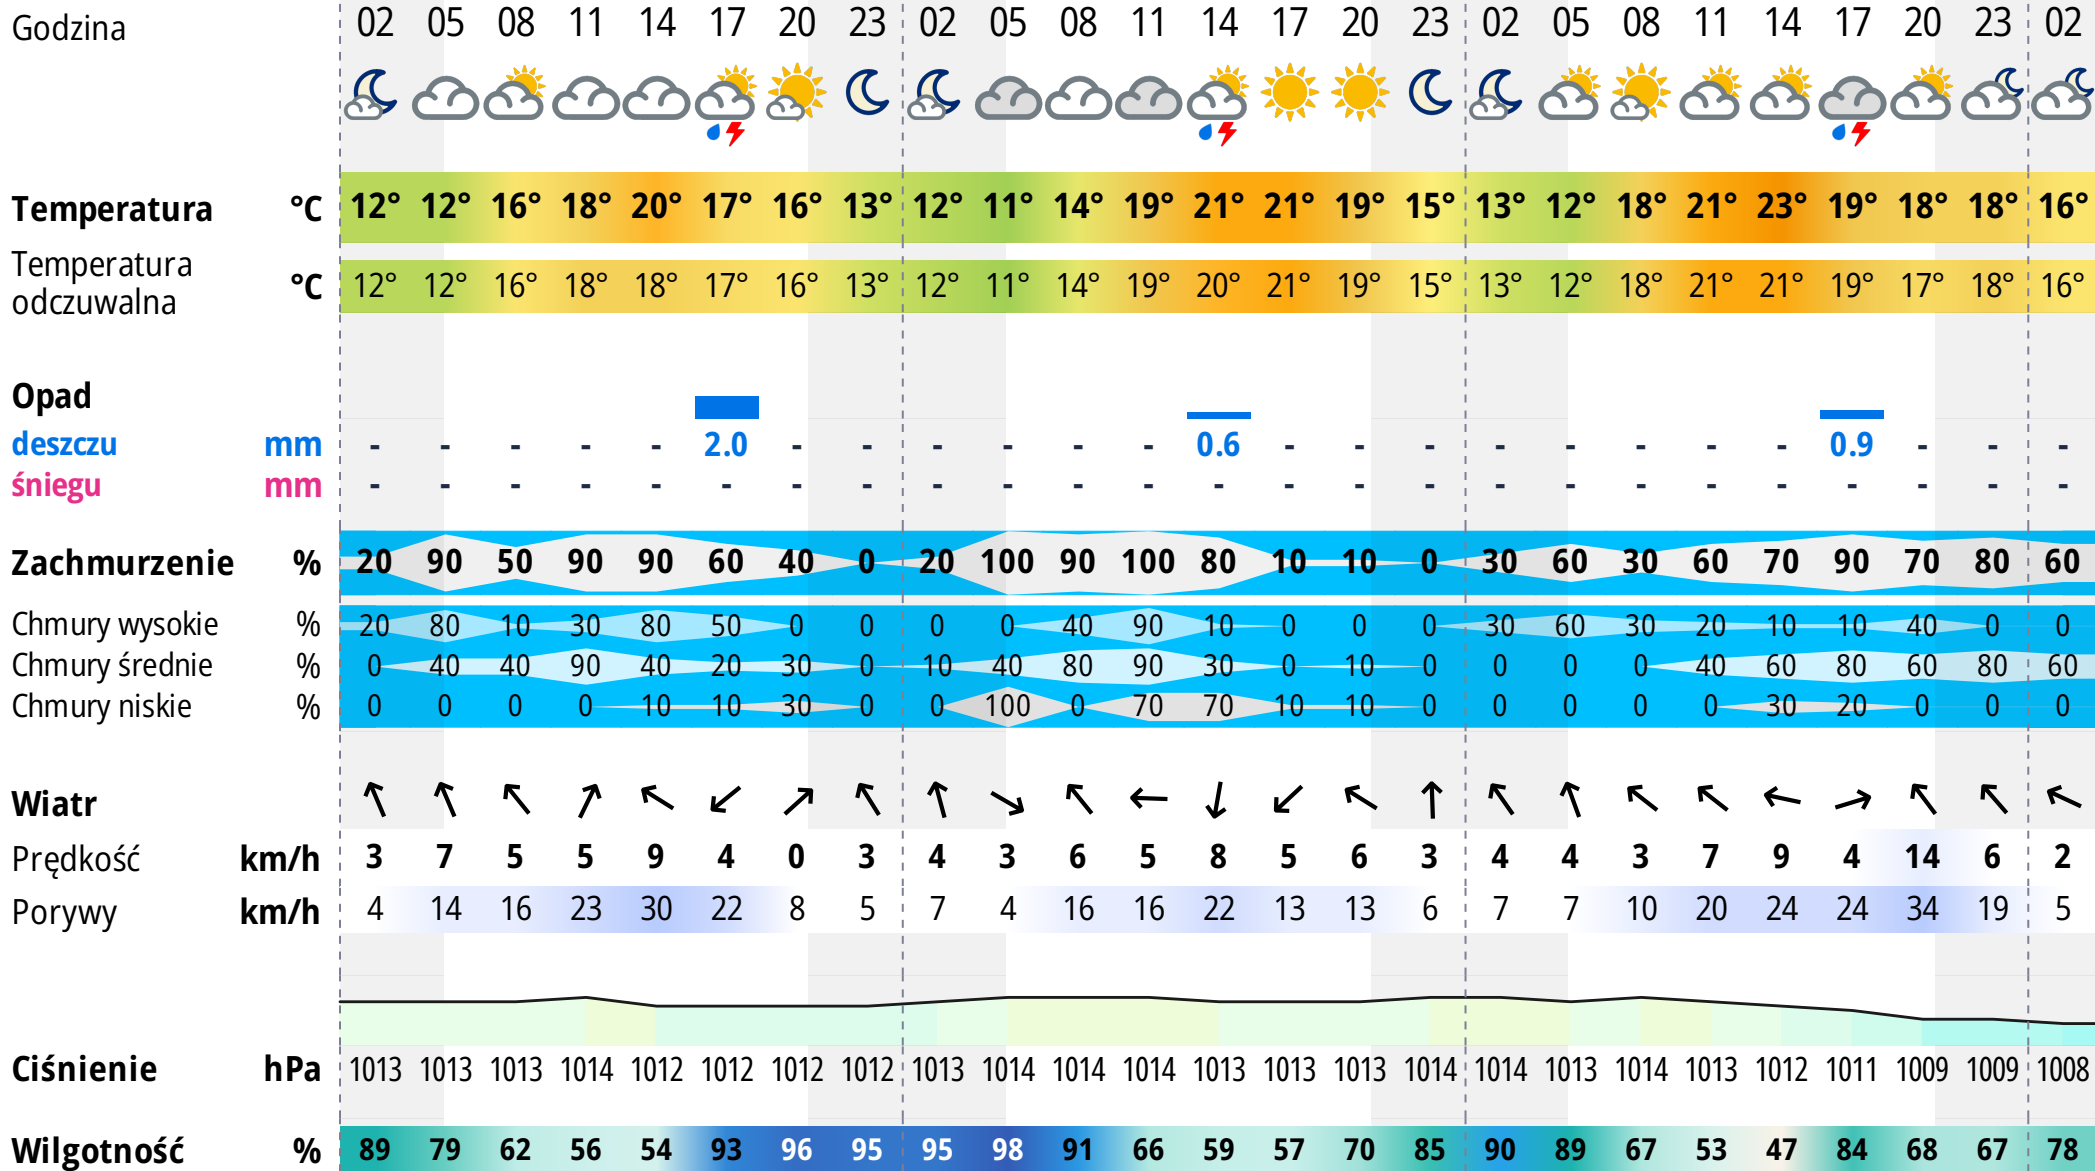 Godzina 02 05 08 11 14 17 20 23 02 05 08 11 14 17 20 23 02 05 08 11 14 17 20 23 02
Temperatura °C 12° 12° 16° 18° 20° 17° 16° 13° 12° 11° 14° 19° 21° 21° 19° 15° 13° 12° 18° 21° 23° 19° 18° 18° 16°
Temperatura
odczuwalna °C 12° 12° 16° 18° 18° 17° 16° 13° 12° 11° 14° 19° 20° 21° 19° 15° 13° 12° 18° 21° 21° 19° 17° 18° 16°
Opad
deszczu mm - - - - - 2.0 - - - - - - 0.6 - - - - - - - - 0.9 - - -
śniegu mm - - - - - - - - - - - - - - - - - - - - - - - - -
Zachmurzenie % 20 90 50 90 90 60 40 0 20 100 90 100 80 10 10 0 30 60 30 60 70 90 70 80 60
Chmury wysokie % 20 80 10 30 80 50 0 0 0 0 40 90 10 0 0 0 30 60 30 20 10 10 40 0 0
Chmury średnie % 0 40 40 90 40 20 30 0 10 40 80 90 30 0 10 0 0 0 0 40 60 80 60 80 60
Chmury niskie % 0 0 0 0 10 10 30 0 0 100 0 70 70 10 10 0 0 0 0 0 30 20 0 0 0
Wiatr
Prędkość km/h 3 7 5 5 9 4 0 3 4 3 6 5 8 5 6 3 4 4 3 7 9 4 14 6 2
Porywy km/h 4 14 16 23 30 22 8 5 7 4 16 16 22 13 13 6 7 7 10 20 24 24 34 19 5
Ciśnienie hPa 1013 1013 1013 1014 1012 1012 1012 1012 1013 1014 1014 1014 1013 1013 1013 1014 1014 1013 1014 1013 1012 1011 1009 1009 1008
Wilgotność % 89 79 62 56 54 93 96 95 95 98 91 66 59 57 70 85 90 89 67 53 47 84 68 67 78